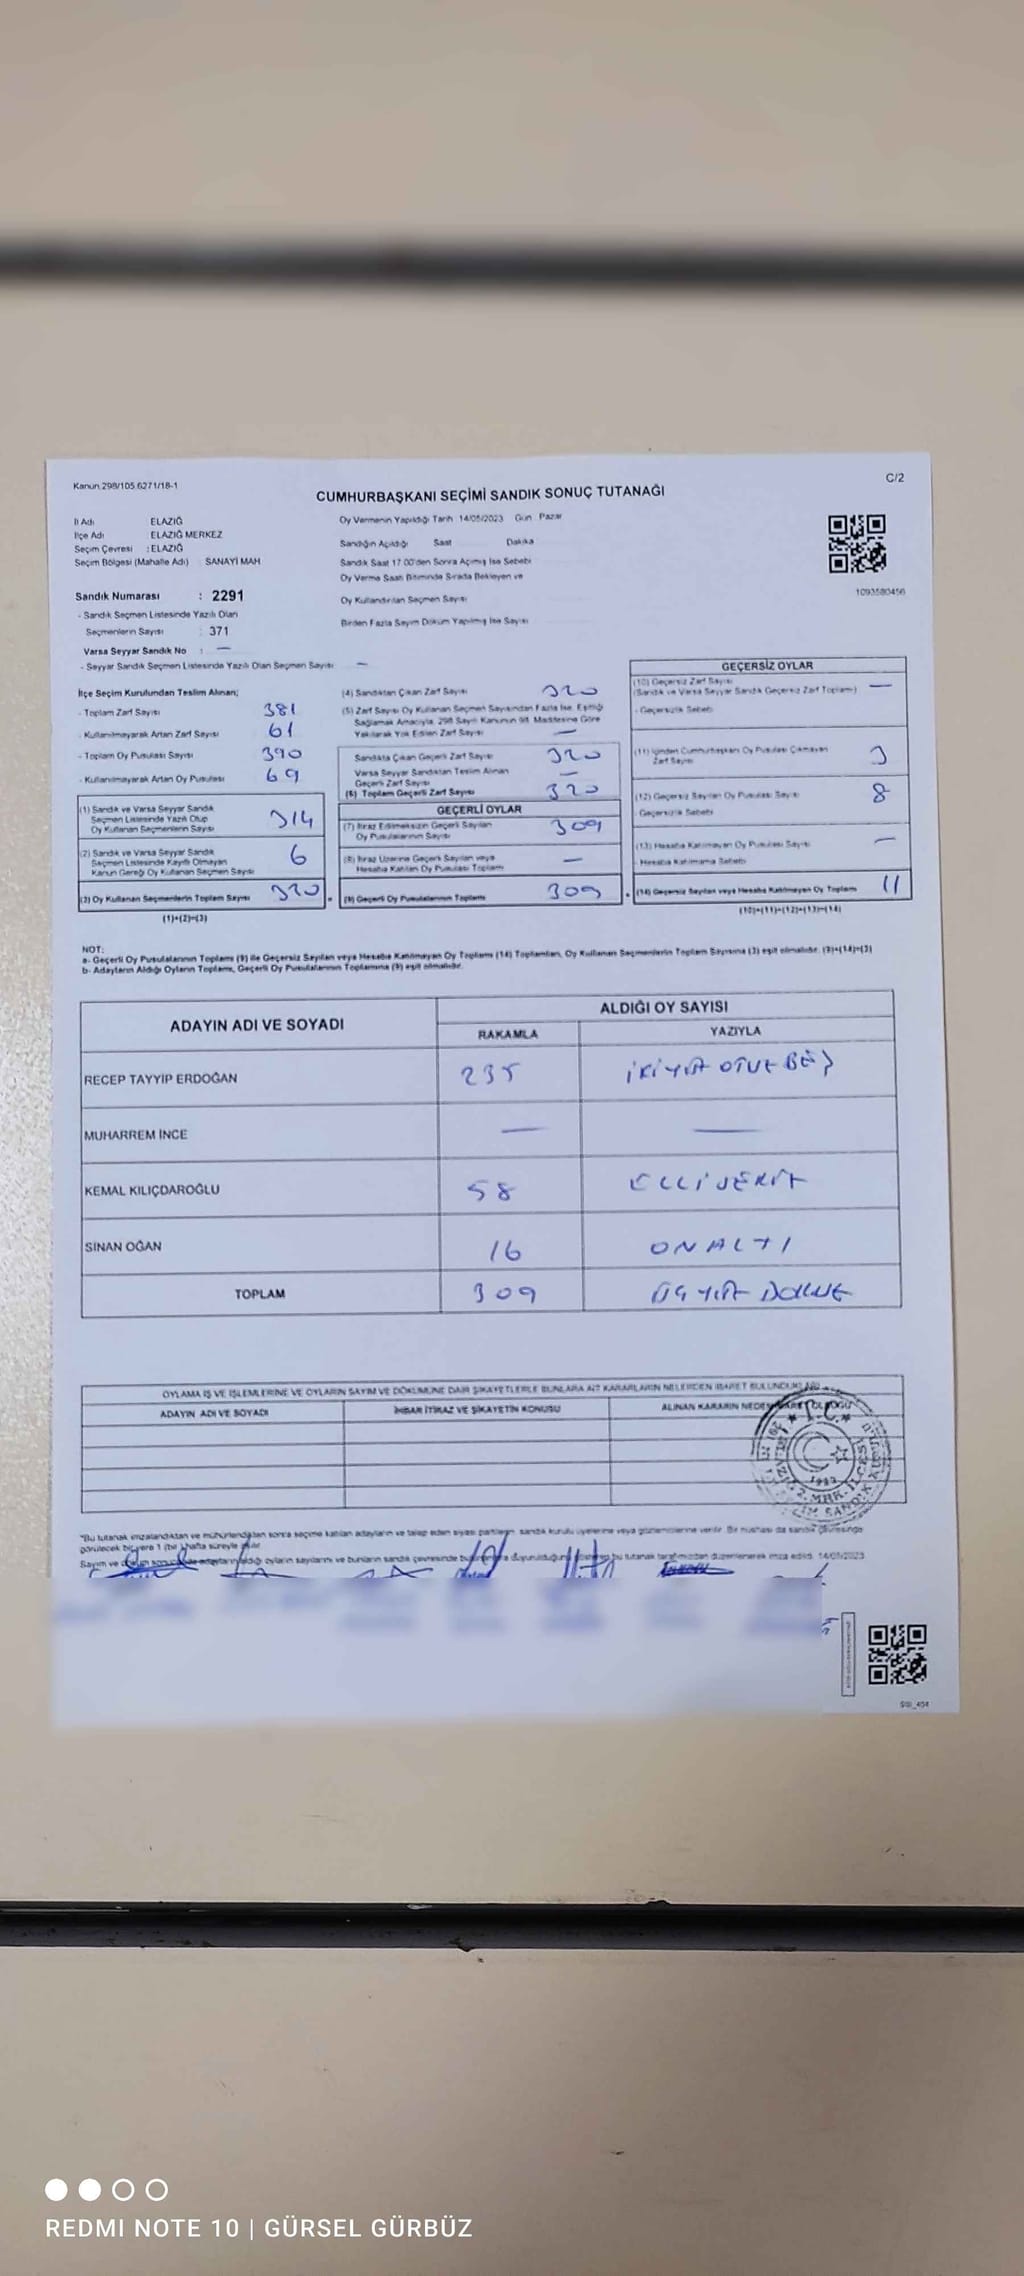 Kanun 298/105.6271/18-1
C/2
CUMHURBAŞKANI SEÇİMİ SANDIK SONUÇ TUTANAĞI
İl Adı ELAZIĞ
İlçe Adı ELAZIĞ MERKEZ
Seçim Çevresi : ELAZIĞ
Seçim Bölgesi (Mahalle Adı) : SANAYİ MAH
Sandık Numarası : 2291
- Sandık Seçmen Listesinde Yazılı Olan
Seçmenlerin Sayısı : 371
Varsa Seyyar Sandık No : —
- Seyyar Sandık Seçmen Listesinde Yazılı Olan Seçmen Sayısı —
Oy Vermenin Yapıldığı Tarih 14/05/2023 Gün Pazar
Sandığın Açıldığı Saat Dakika
Sandık Saat 17.00'den Sonra Açımış İse Sebebi
Oy Verme Saati Bitiminde Sırada Bekleyen ve
Oy Kullandırılan Seçmen Sayısı
Birden Fazla Sayım Döküm Yapılmış İse Sayısı
1093580456
İlçe Seçim Kurulundan Teslim Alınan;
- Toplam Zarf Sayısı 381
- Kullanılmayarak Artan Zarf Sayısı 61
- Toplam Oy Pusulası Sayısı 390
- Kullanılmayarak Artan Oy Pusulası 69
(1) Sandık ve Varsa Seyyar Sandık
Seçmen Listesinde Yazılı Olup
Oy Kullanan Seçmenlerin Sayısı 314
(2) Sandık ve Varsa Seyyar Sandık
Seçmen Listesinde Kayıtlı Olmayan
Kanun Gereği Oy Kullanan Seçmen Sayısı 6
(3) Oy Kullanan Seçmenlerin Toplam Sayısı 320
(1)+(2)=(3)
(4) Sandıktan Çıkan Zarf Sayısı 320
(5) Zarf Sayısı Oy Kullanan Seçmen Sayısından Fazla İse, Eşitliği
Sağlamak Amacıyla, 298 Sayılı Kanunun 98. Maddesine Göre
Yakılarak Yok Edilen Zarf Sayısı —
Sandıkta Çıkan Geçerli Zarf Sayısı 320
Varsa Seyyar Sandıktan Teslim Alınan
Geçerli Zarf Sayısı —
(6) Toplam Geçerli Zarf Sayısı 320
GEÇERLİ OYLAR
(7) İtiraz Edilmeksizin Geçerli Sayılan
Oy Pusulalarının Sayısı 309
(8) İtiraz Üzerine Geçerli Sayılan veya
Hesaba Katılan Oy Pusulaları Toplamı —
(9) Geçerli Oy Pusulalarının Toplamı 309
GEÇERSİZ OYLAR
(10) Geçersiz Zarf Sayısı
(Sandık ve Varsa Seyyar Sandık Geçersiz Zarf Toplamı) —
- Geçersizlik Sebebi
(11) İçinden Cumhurbaşkanı Oy Pusulası Çıkmayan
Zarf Sayısı 3
(12) Geçersiz Sayılan Oy Pusulası Sayısı 8
Geçersizlik Sebebi
(13) Hesaba Katılmayan Oy Pusulası Sayısı —
- Hesaba Katılmama Sebebi
(14) Geçersiz Sayılan veya Hesaba Katılmayan Oy Toplamı 11
(10)+(11)+(12)+(13)=(14)
NOT:
a- Geçerli Oy Pusulalarının Toplamı (9) ile Geçersiz Sayılan veya Hesaba Katılmayan Oy Toplamı (14) Toplamları, Oy Kullanan Seçmenlerin Toplam Sayısına (3) eşit olmalıdır. (9)+(14)=(3)
b- Adayların Aldığı Oyların Toplamı, Geçerli Oy Pusulalarının Toplamına (9) eşit olmalıdır.
ADAYIN ADI VE SOYADI
ALDIĞI OY SAYISI
RAKAMLA YAZIYLA
RECEP TAYYİP ERDOĞAN 235 İKİYÜZ OTUZ BEŞ
MUHARREM İNCE — —
KEMAL KILIÇDAROĞLU 58 ELLİ SEKİZ
SİNAN OĞAN 16 ONALTI
TOPLAM 309 ÜÇ YÜZ DOKUZ
OYLAMA İŞ VE İŞLEMLERİNE VE OYLARIN SAYIM VE DÖKÜMÜNE DAİR ŞİKAYETLERLE BUNLARA AİT KARARLARIN NELERDEN İBARET BULUNDUKLARI
ADAYIN ADI VE SOYADI İHBAR İTİRAZ VE ŞİKAYETİN KONUSU ALINAN KARARIN NEDEN İBARET OLDUĞU
T.C.
1983
*Bu tutanak imzalandıktan ve mühürlendikten sonra seçime katılan adayların ve talep eden siyasi partilerin sandık kurulu üyelerine veya gözlemcilerine verilir. Bir nüshası da sandık çevresinde
görülecek bir yere 1 (bir) hafta süreyle asılır.
Sayım ve döküm sonucunda adayların aldığı oyların sayılarını ve bunların sandık çevresinde bulunanlara duyurulduğunu gösteren bu tutanak tarafımızdan düzenlenerek imza edildi. 14/05/2023
REDMI NOTE 10 | GÜRSEL GÜRBÜZ